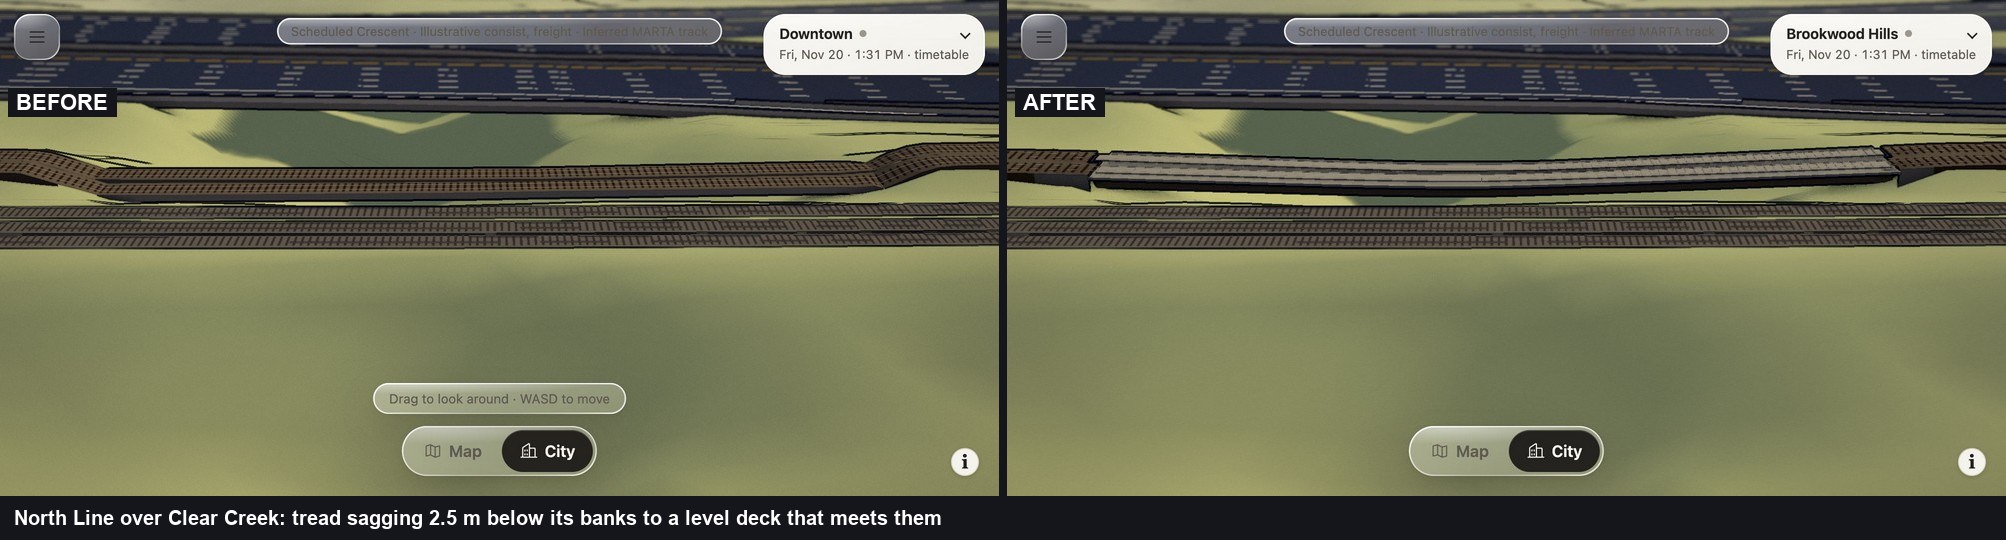 Scheduled Crescent · Illustrative consist, freight · Inferred MARTA track
Downtown
Fri, Nov 20 · 1:31 PM · timetable
BEFORE
Drag to look around · WASD to move
Map
City
i
Scheduled Crescent · Illustrative consist, freight · Inferred MARTA track
Brookwood Hills
Fri, Nov 20 · 1:31 PM · timetable
AFTER
Map
City
i
North Line over Clear Creek: tread sagging 2.5 m below its banks to a level deck that meets them